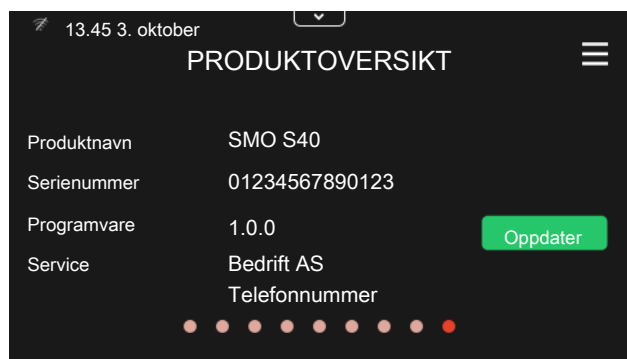 13.45 3. oktober
PRODUKTOVERSIKT
Produktnavn SMO S40
Serienummer 01234567890123
Programvare 1.0.0 Oppdater
Service Bedrift AS
Telefonnummer